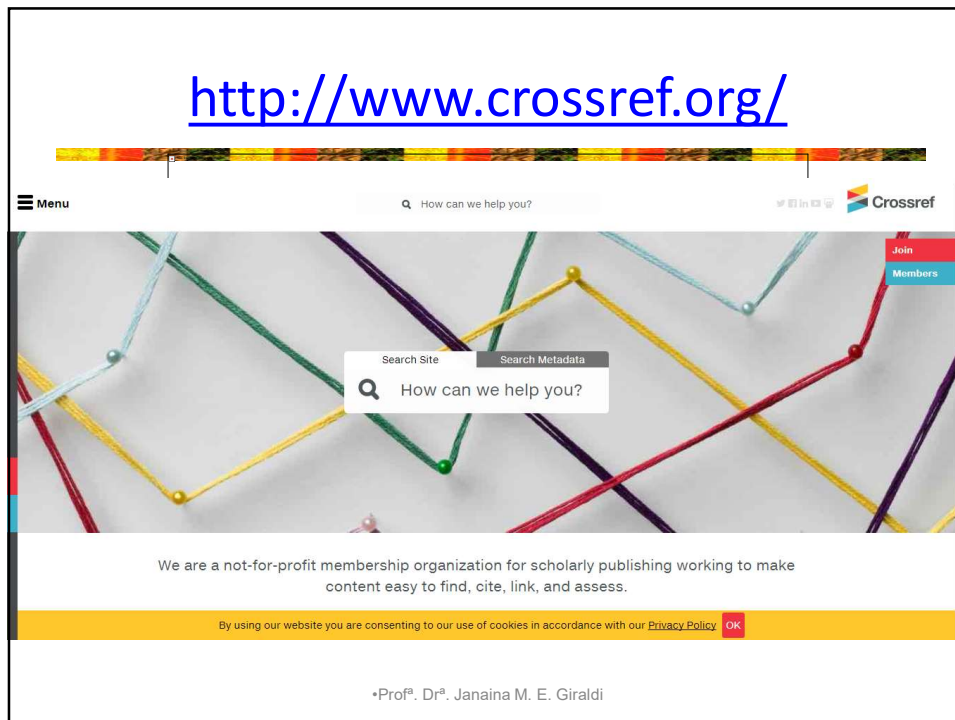 http://www.crossref.org/
Menu
How can we help you?
Crossref
Join
Members
Search Site
Search Metadata
How can we help you?
We are a not-for-profit membership organization for scholarly publishing working to make
content easy to find, cite, link, and assess.
By using our website you are consenting to our use of cookies in accordance with our Privacy Policy OK
•Profª. Drª. Janaina M. E. Giraldi